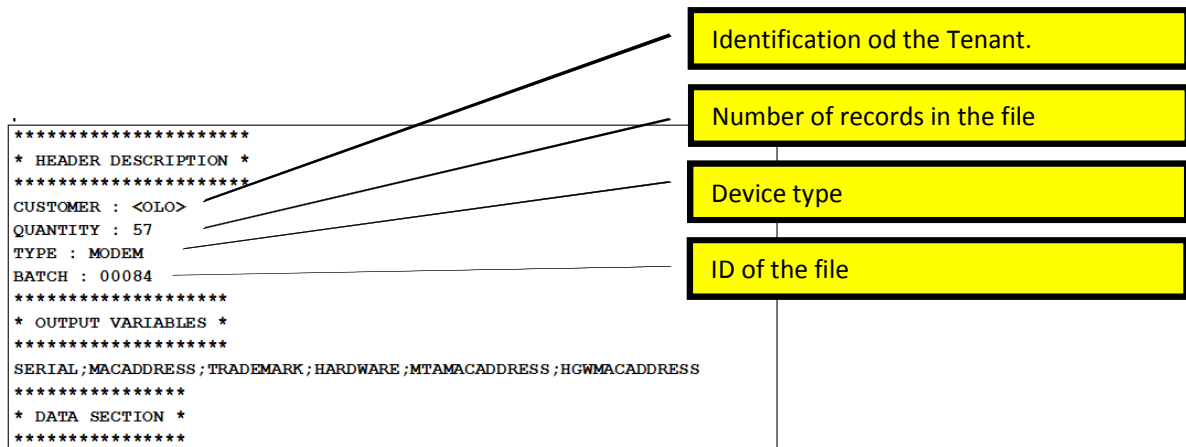 Identification od the Tenant.
Number of records in the file
Device type
ID of the file
**********************
* HEADER DESCRIPTION *
**********************
CUSTOMER : <OLO>
QUANTITY : 57
TYPE : MODEM
BATCH : 00084
********************
* OUTPUT VARIABLES *
********************
SERIAL;MACADDRESS;TRADEMARK;HARDWARE;MTAMACADDRESS;HGWMACADDRESS
****************
* DATA SECTION *
****************